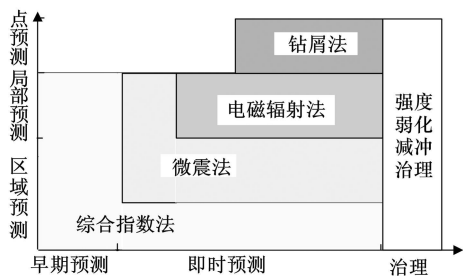 点预测
局部预测
区域预测
钻屑法
电磁辐射法
微震法
综合指数法
强度
弱化
减冲
治理
早期预测
即时预测
治理